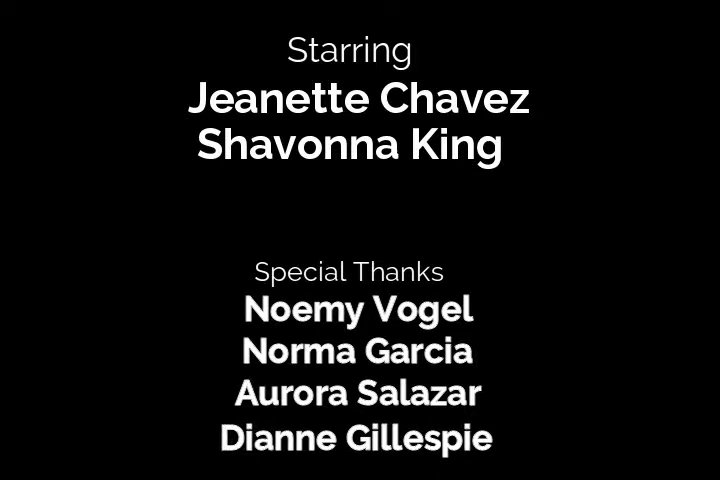 Starring
Jeanette Chavez
Shavonna King
Special Thanks
Noemy Vogel
Norma Garcia
Aurora Salazar
Dianne Gillespie